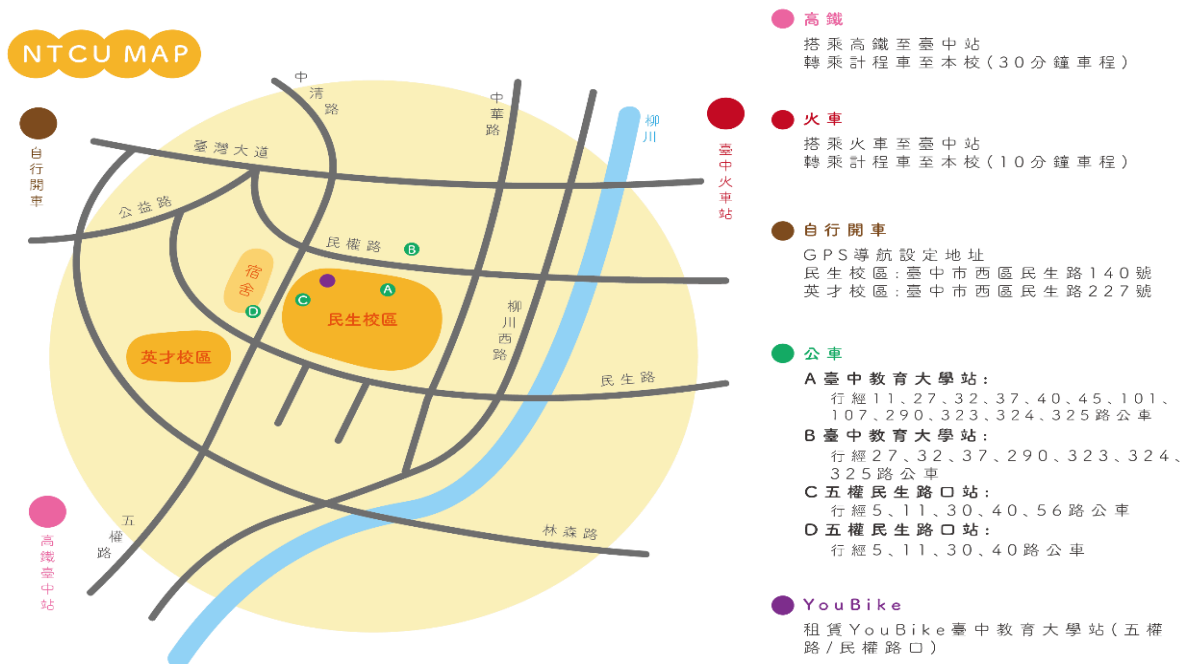 NTCU MAP
自行開車
中清路
中華路
柳川
臺灣大道
公益路
臺中火車站
民權路
B
宿舍
A
C
D
民生校區
柳川西路
英才校區
民生路
五權路
林森路
高鐵臺中站
高鐵
搭乘高鐵至臺中站
轉乘計程車至本校(30分鐘車程)
火車
搭乘火車至臺中站
轉乘計程車至本校(10分鐘車程)
自行開車
GPS導航設定地址
民生校區:臺中市西區民生路140號
英才校區:臺中市西區民生路227號
公車
A臺中教育大學站:
行經11、27、32、37、40、45、101、
107、290、323、324、325路公車
B臺中教育大學站:
行經27、32、37、290、323、324、
325路公車
C五權民生路口站:
行經5、11、30、40、56路公車
D五權民生路口站:
行經5、11、30、40路公車
YouBike
租賃YouBike臺中教育大學站(五權
路/民權路口)